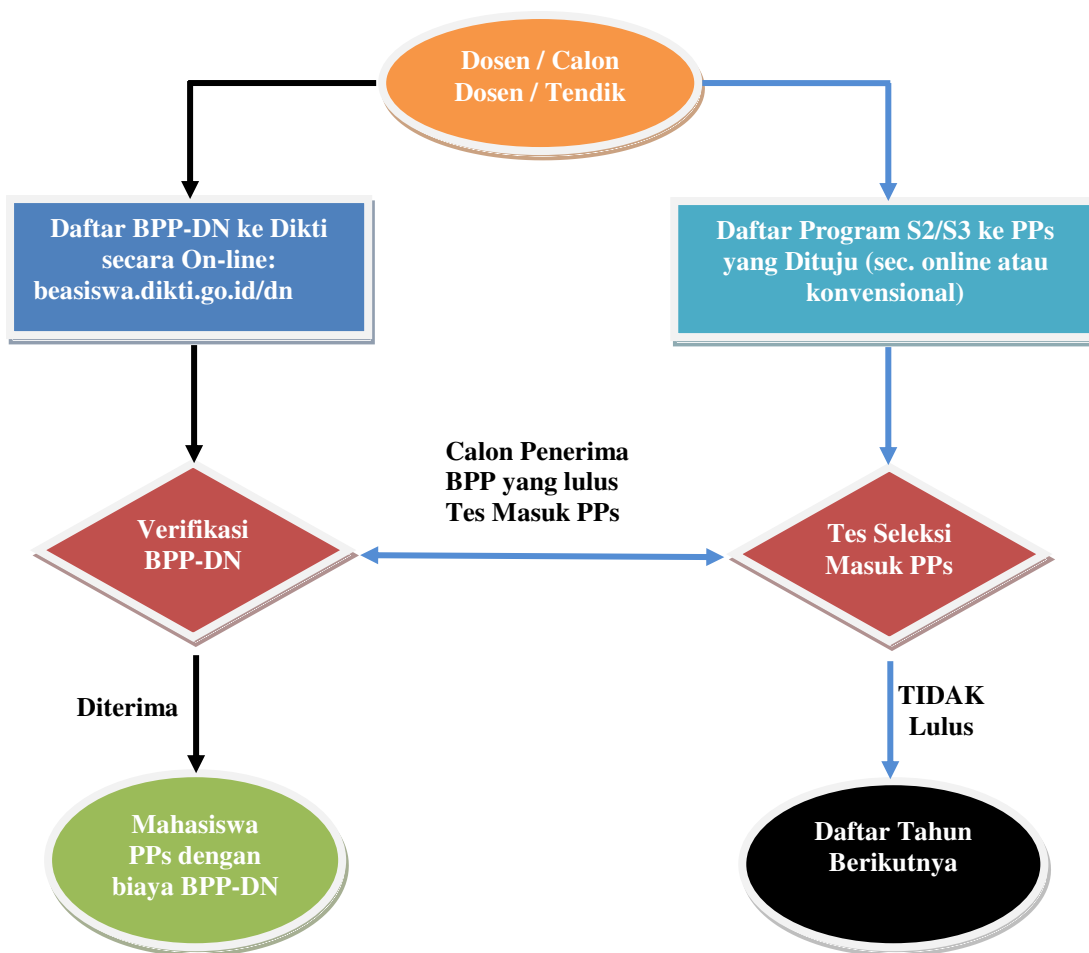 Dosen / Calon
Dosen / Tendik
Daftar BPP-DN ke Dikti
secara On-line:
beasiswa.dikti.go.id/dn
Daftar Program S2/S3 ke PPs
yang Dituju (sec. online atau
konvensional)
Calon Penerima
BPP yang lulus
Tes Masuk PPs
Verifikasi
BPP-DN
Tes Seleksi
Masuk PPs
Diterima
TIDAK
Lulus
Mahasiswa
PPs dengan
biaya BPP-DN
Daftar Tahun
Berikutnya